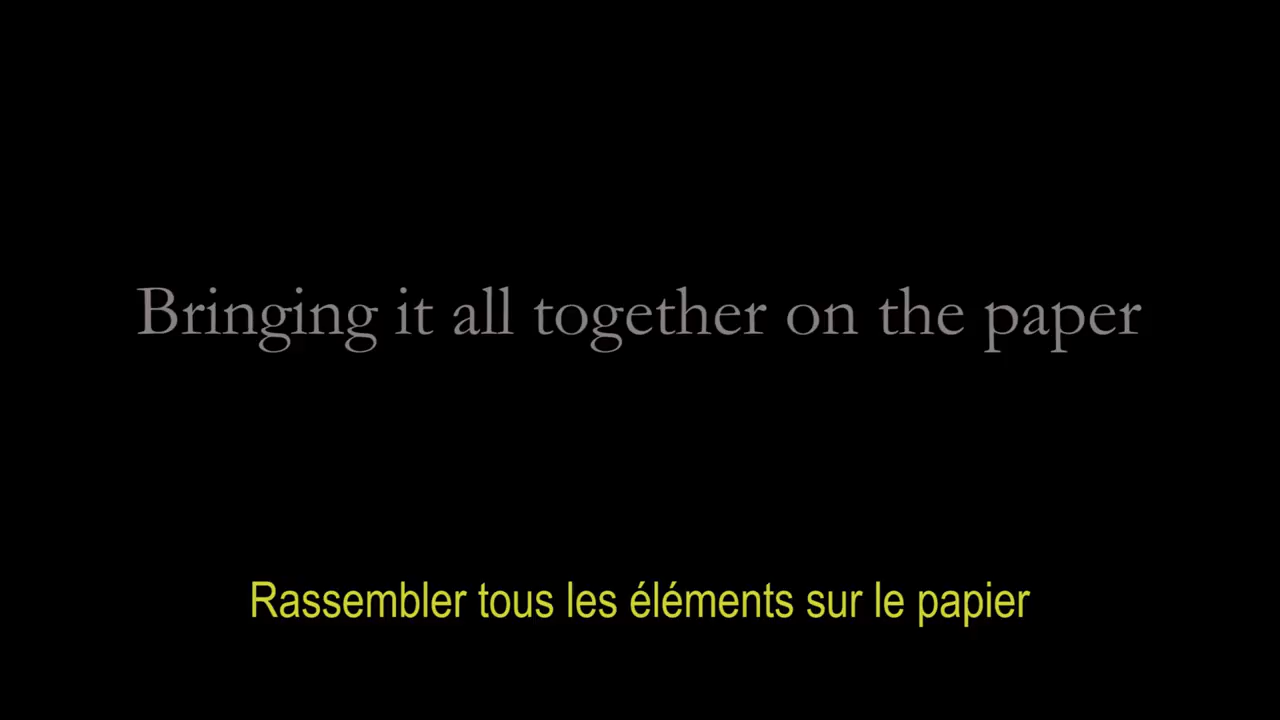 Bringing it all together on the paper
Rassembler tous les éléments sur le papier